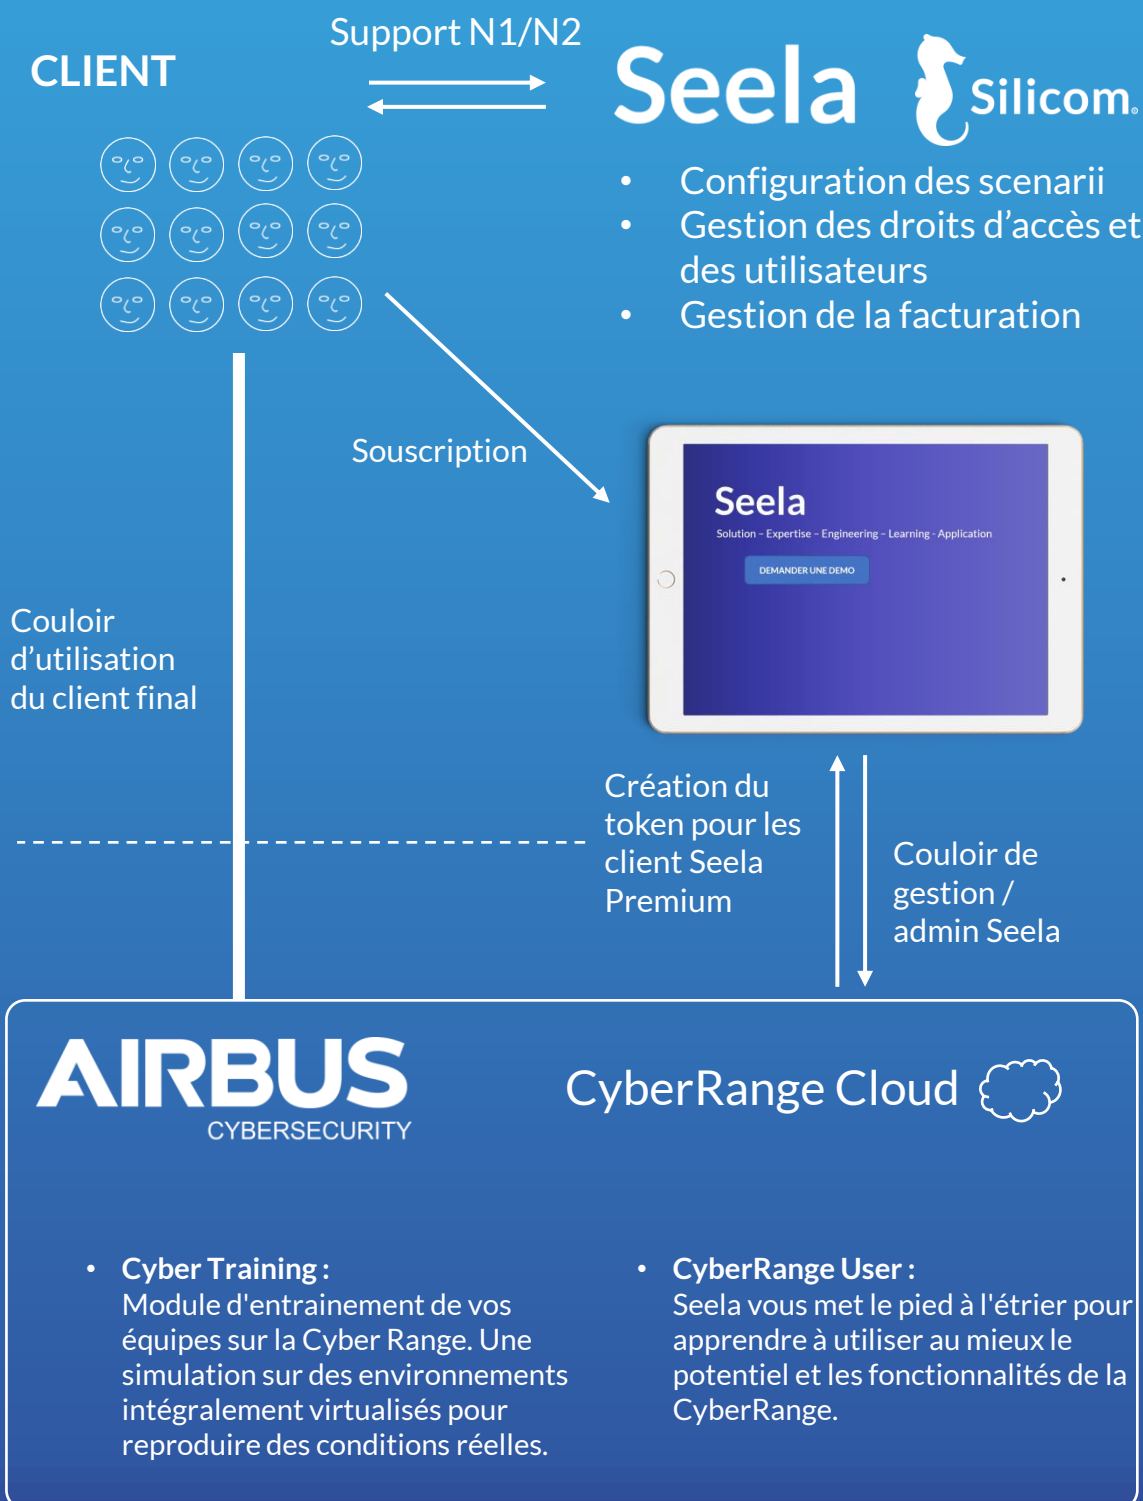 Support N1/N2
CLIENT
Seela
Silicom®
• Configuration des scenarii
• Gestion des droits d’accès et
des utilisateurs
• Gestion de la facturation
Souscription
Seela
Solution – Expertise – Engineering – Learning - Application
DEMANDER UNE DEMO
Couloir
d’utilisation
du client final
Création du
token pour les
client Seela
Premium
Couloir de
gestion /
admin Seela
AIRBUS
CYBERSECURITY
CyberRange Cloud
• Cyber Training :
Module d'entrainement de vos
équipes sur la Cyber Range. Une
simulation sur des environnements
intégralement virtualisés pour
reproduire des conditions réelles.
• CyberRange User :
Seela vous met le pied à l'étrier pour
apprendre à utiliser au mieux le
potentiel et les fonctionnalités de la
CyberRange.